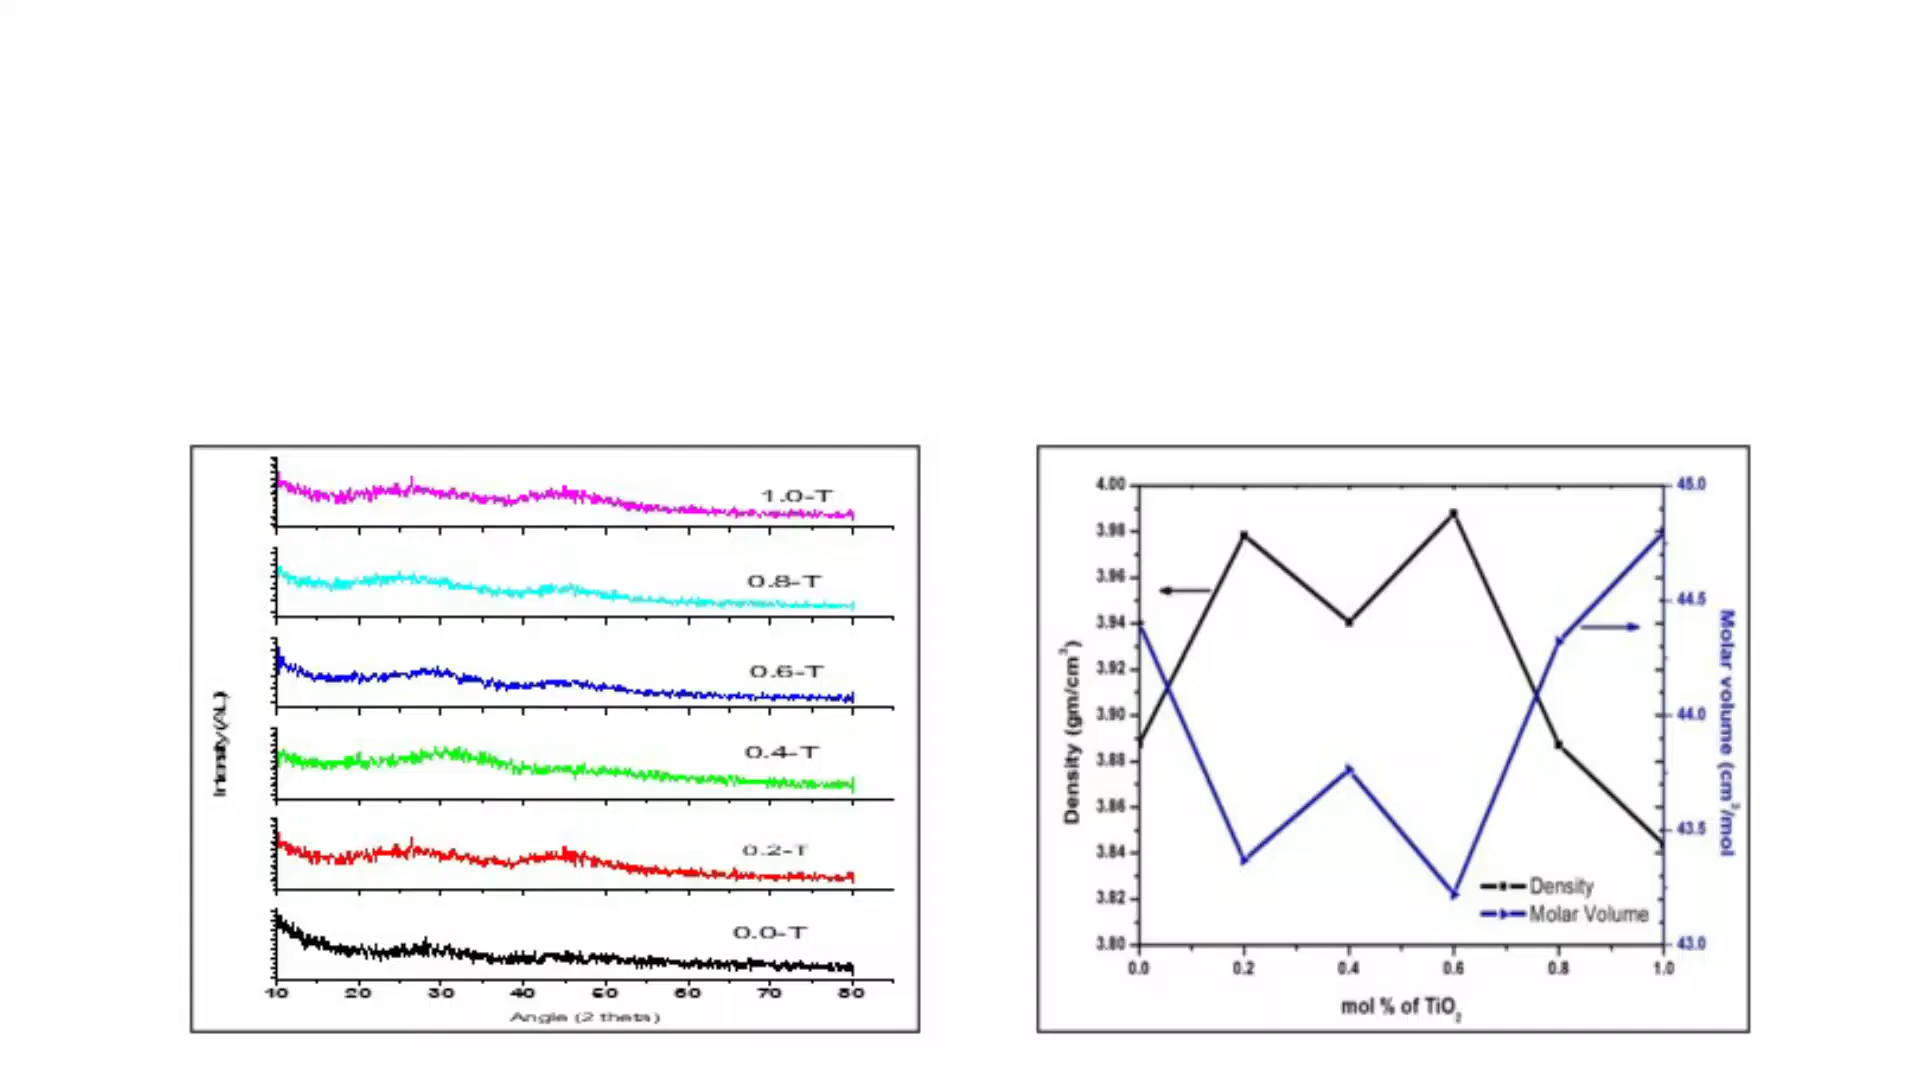 1.0-T
0.8-T
0.6-T
0.4-T
0.2-T
0.0-T
10 20 30 40 50 60 70 80
Angle (2 theta)
4.00
3.98
3.96
3.94
3.92
3.90
3.88
3.86
3.84
3.82
3.80
Density (gm/cm³)
45.0
44.5
44.0
43.5
43.0
Molar volume (cm³/mol
Density
Molar Volume
0.0 0.2 0.4 0.6 0.8 1.0
mol % of TiO₂